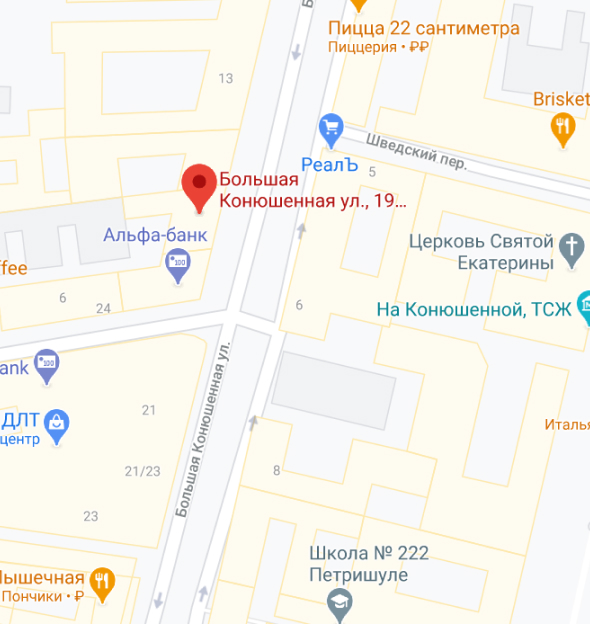 Пицца 22 сантиметра
Пиццерия • ₽₽
13
Brisket
РеалЪ
Шведский пер.
5
Большая
Конюшенная ул., 19...
Альфа-банк
Церковь Святой
Екатерины
ffee
6
24
6
На Конюшенной, ТСЖ
ank
Большая Конюшенная ул.
ДЛТ
центр
21
Италья
21/23
8
23
Школа № 222
Петришуле
Пышечная
Пончики • ₽